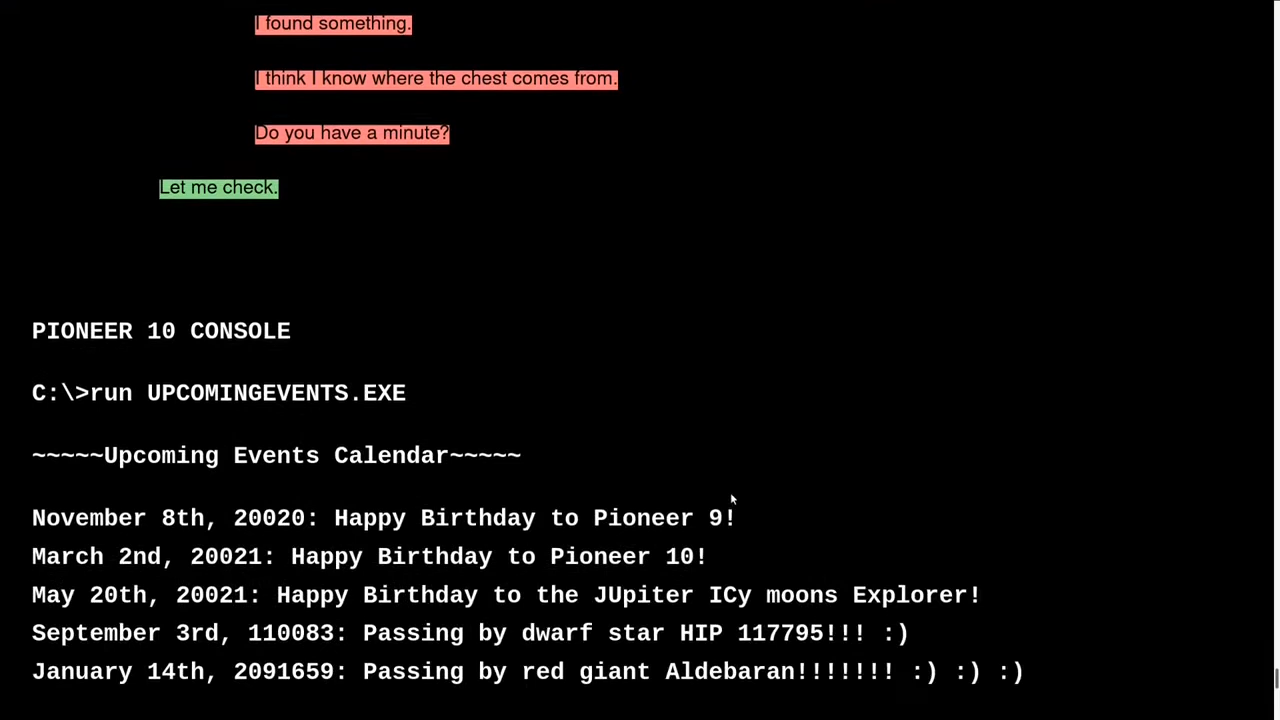 I found something.
I think I know where the chest comes from.
Do you have a minute?
Let me check.
PIONEER 10 CONSOLE
C:\>run UPCOMINGEVENTS.EXE
~~~~~Upcoming Events Calendar~~~~~
November 8th, 20020: Happy Birthday to Pioneer 9!
March 2nd, 20021: Happy Birthday to Pioneer 10!
May 20th, 20021: Happy Birthday to the JUpiter ICy moons Explorer!
September 3rd, 110083: Passing by dwarf star HIP 117795!!! :)
January 14th, 2091659: Passing by red giant Aldebaran!!!!!!! :) :) :)